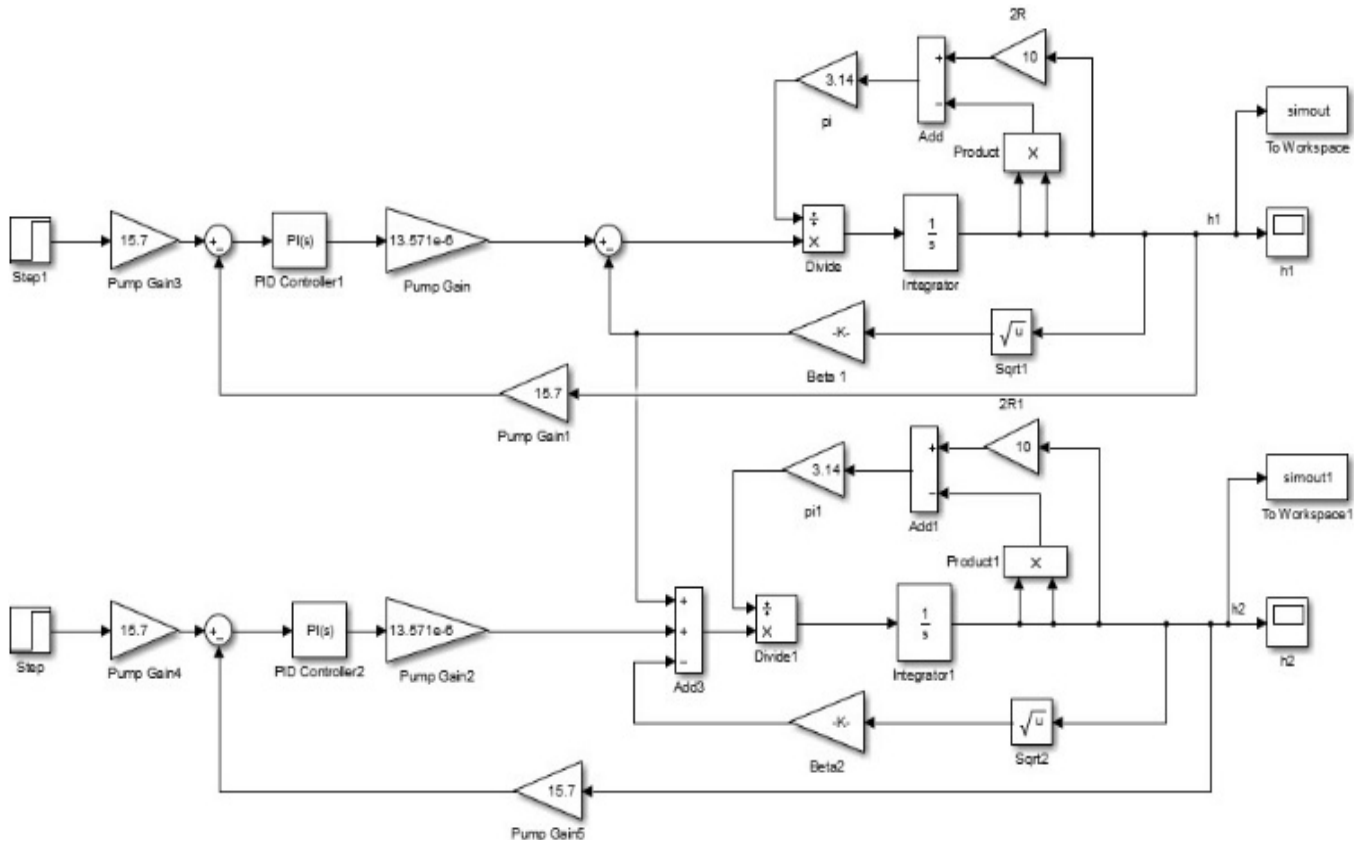 2R
10
3.14
+
−
pi
Add
simout
To Workspace
Product
X
Step1
15.7
Pump Gain3
+
−
PI(s)
PID Controller1
13.571e-6
Pump Gain
+
−
÷
X
Divide
1
s
Integrator
h1
h1
-K-
Beta 1
√u
Sqrt1
15.7
Pump Gain1
2R1
10
3.14
+
−
pi1
Add1
simout1
To Workspace1
Product1
X
Step
15.7
Pump Gain4
+
−
PI(s)
PID Controller2
13.571e-6
Pump Gain2
+
+
−
Add3
÷
X
Divide1
1
s
Integrator1
h2
h2
-K-
Beta2
√u
Sqrt2
15.7
Pump Gain5